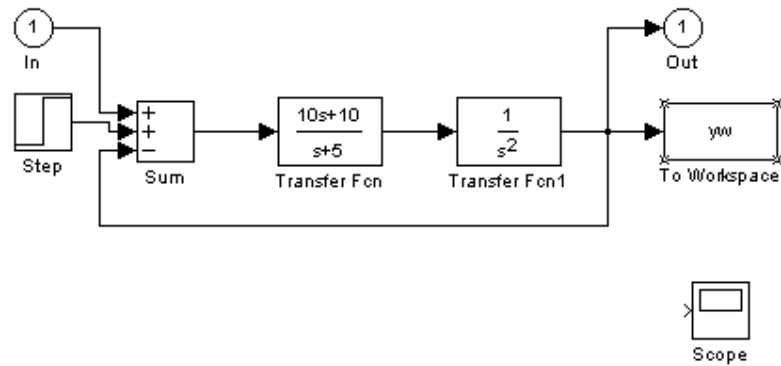 1
In
Step
+
+
−
Sum
10s+10
s+5
Transfer Fcn
1
s2
Transfer Fcn1
1
Out
yw
To Workspace
Scope